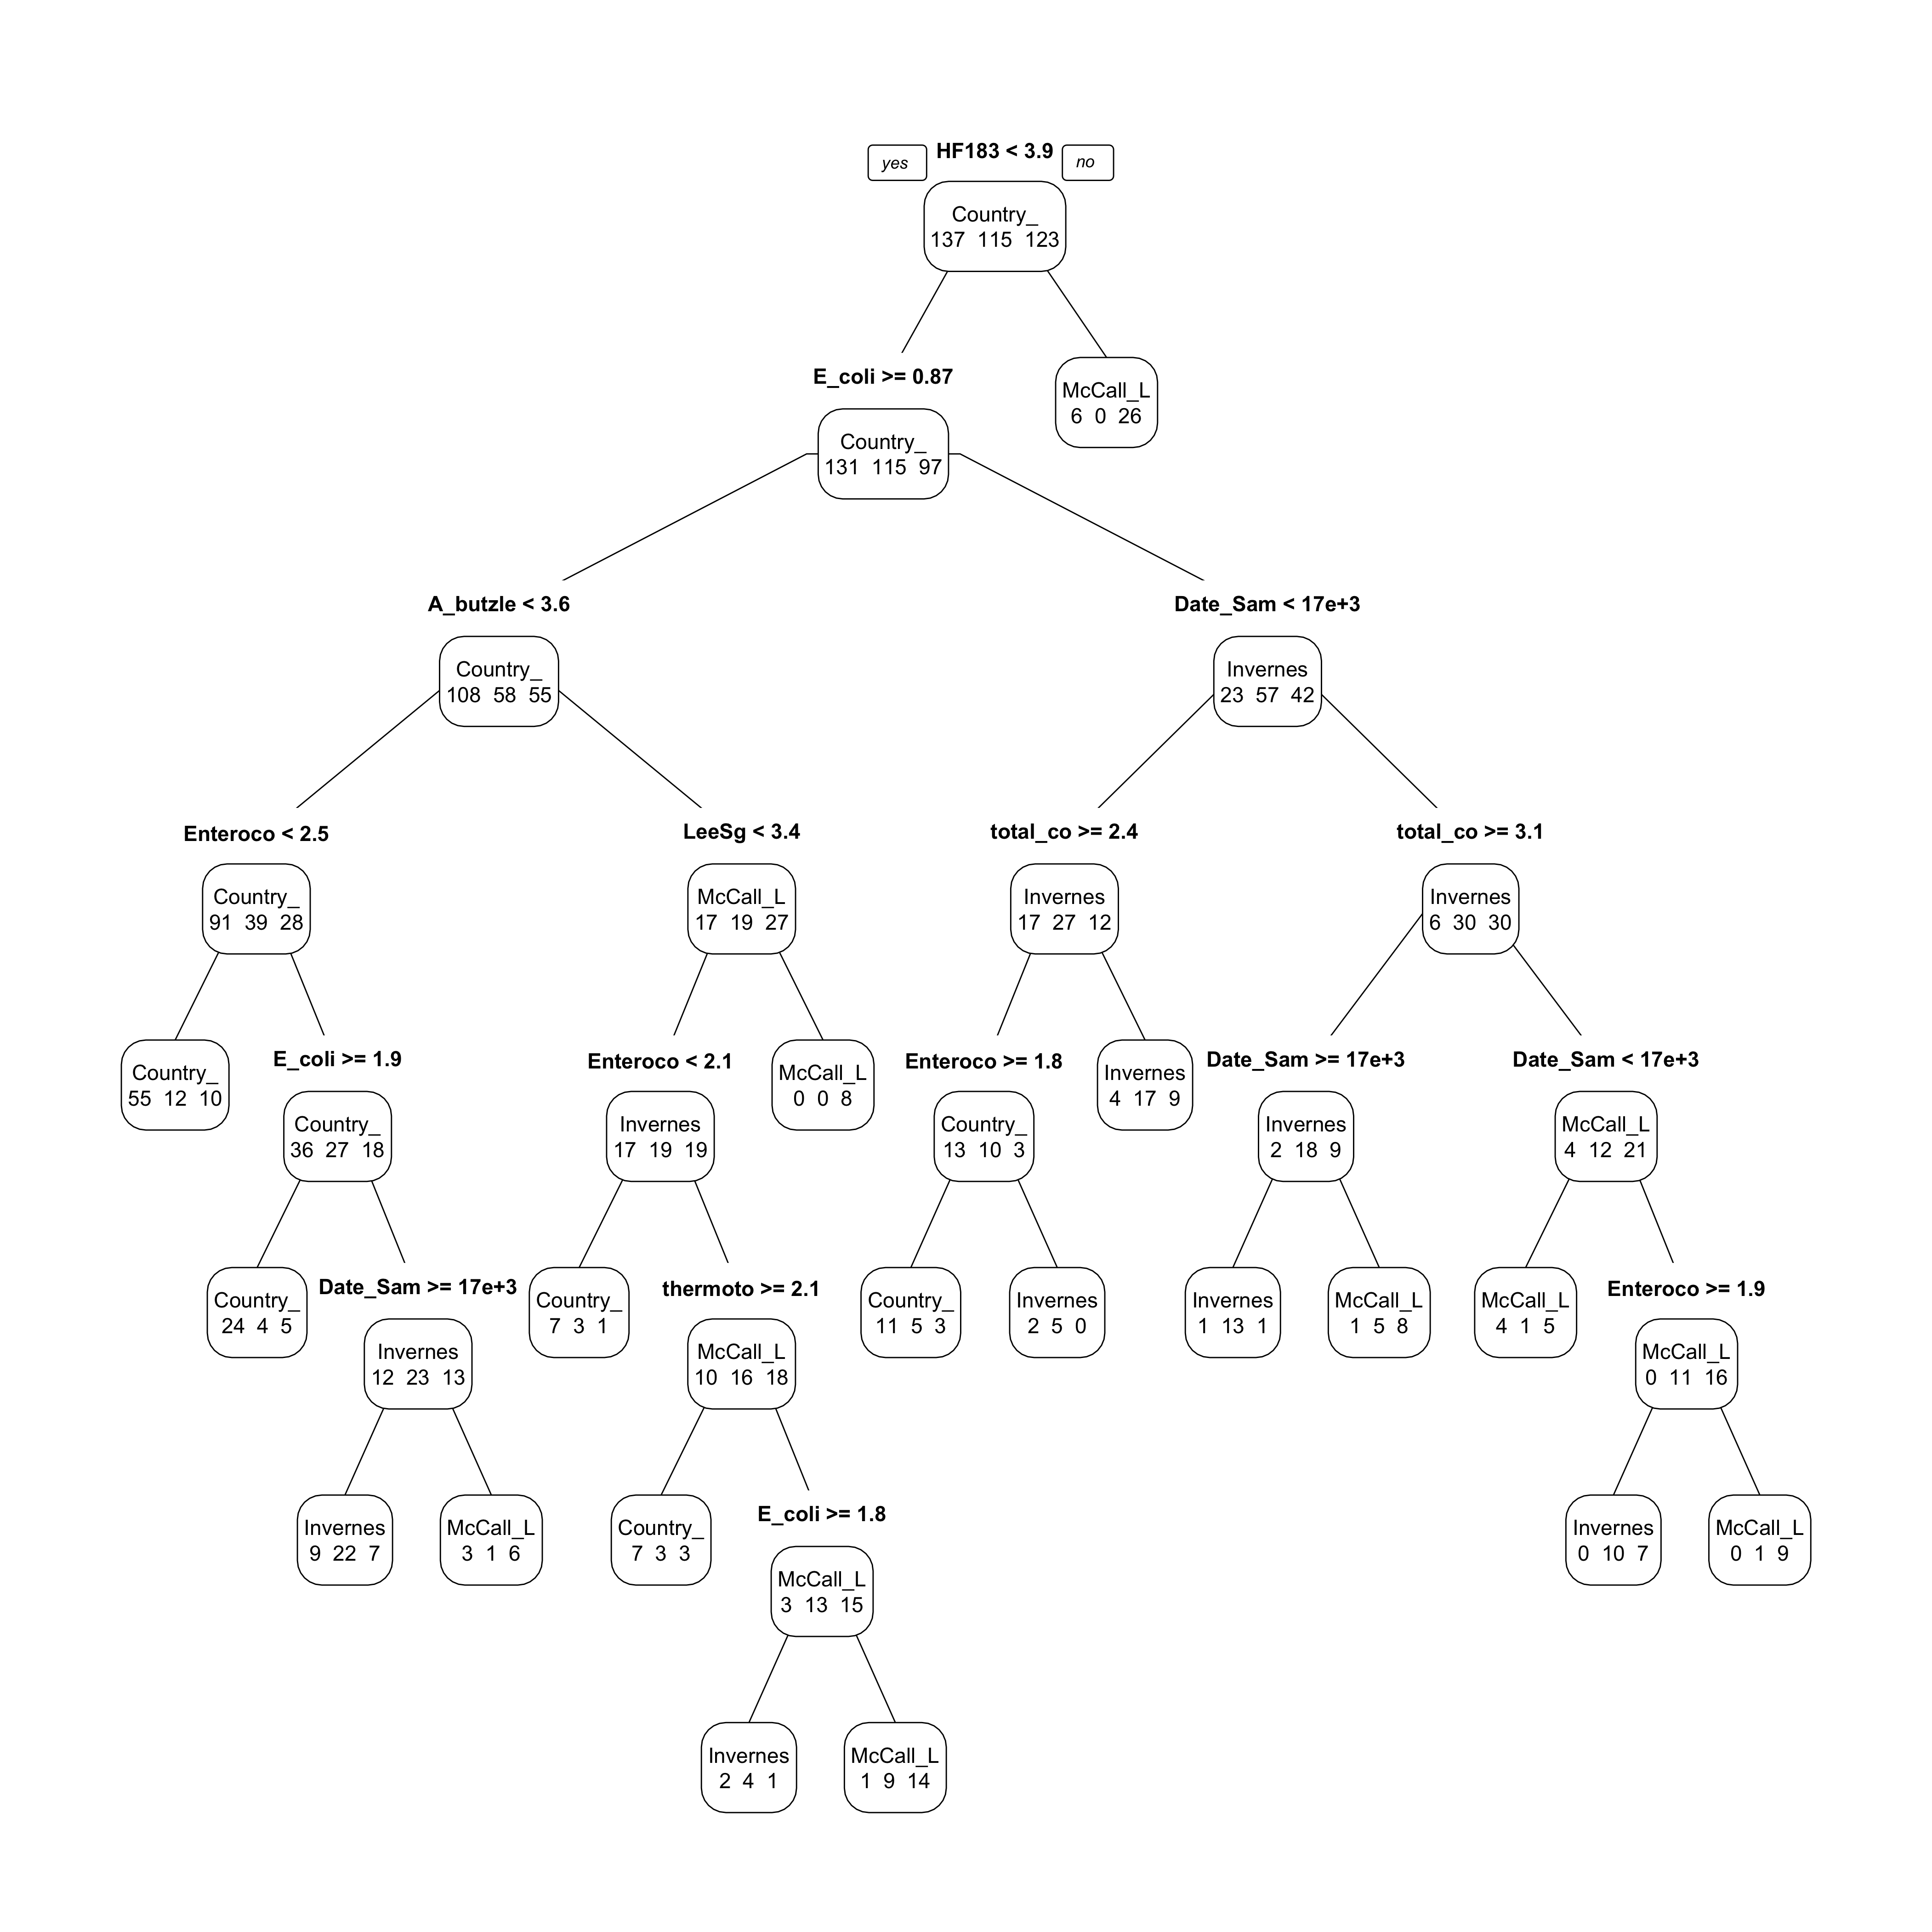 HF183 < 3.9
yes
no
Country_
137 115 123
E_coli >= 0.87
McCall_L
6 0 26
Country_
131 115 97
A_butzle < 3.6
Date_Sam < 17e+3
Country_
108 58 55
Invernes
23 57 42
Enteroco < 2.5
LeeSg < 3.4
total_co >= 2.4
total_co >= 3.1
Country_
91 39 28
McCall_L
17 19 27
Invernes
17 27 12
Invernes
6 30 30
Country_
55 12 10
E_coli >= 1.9
Enteroco < 2.1
McCall_L
0 0 8
Enteroco >= 1.8
Invernes
4 17 9
Date_Sam >= 17e+3
Date_Sam < 17e+3
Country_
36 27 18
Invernes
17 19 19
Country_
13 10 3
Invernes
2 18 9
McCall_L
4 12 21
Country_
24 4 5
Date_Sam >= 17e+3
Country_
7 3 1
thermoto >= 2.1
Country_
11 5 3
Invernes
2 5 0
Invernes
1 13 1
McCall_L
1 5 8
McCall_L
4 1 5
Enteroco >= 1.9
Invernes
12 23 13
McCall_L
10 16 18
McCall_L
0 11 16
Invernes
9 22 7
McCall_L
3 1 6
Country_
7 3 3
E_coli >= 1.8
Invernes
0 10 7
McCall_L
0 1 9
McCall_L
3 13 15
Invernes
2 4 1
McCall_L
1 9 14